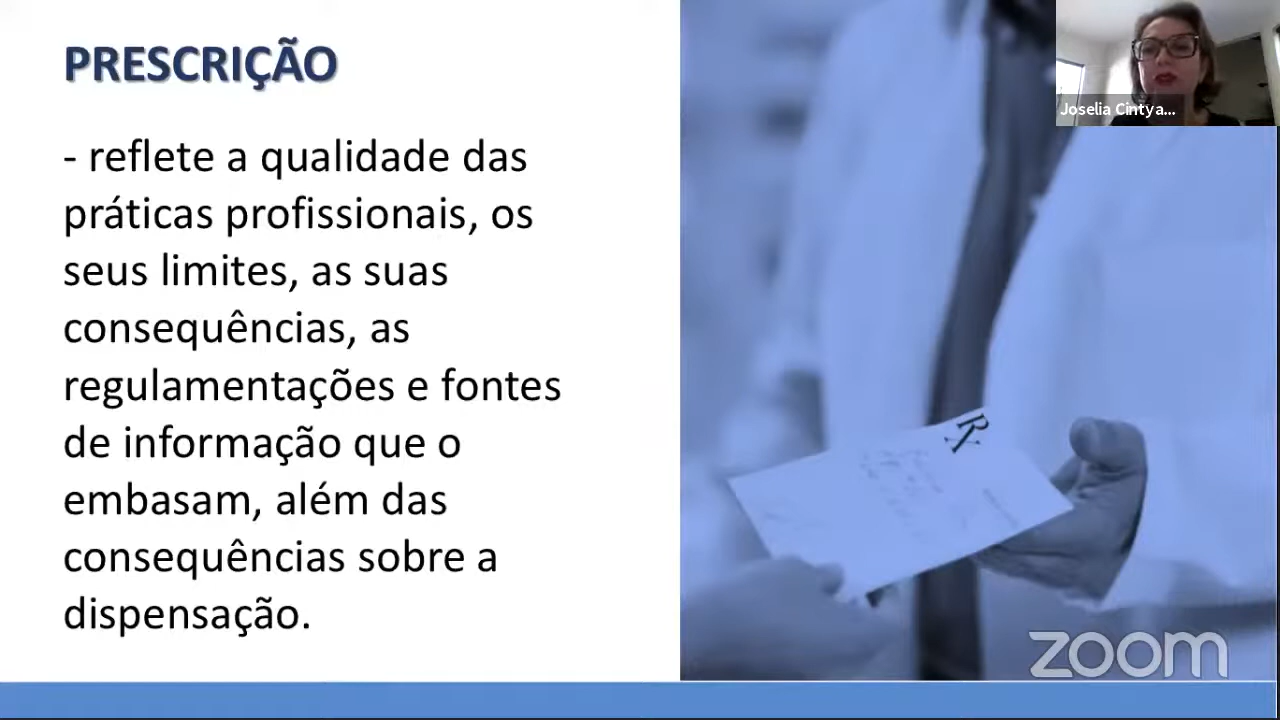 PRESCRIÇÃO
- reflete a qualidade das
práticas profissionais, os
seus limites, as suas
consequências, as
regulamentações e fontes
de informação que o
embasam, além das
consequências sobre a
dispensação.
Joselia Cintya...
Rx
zoom